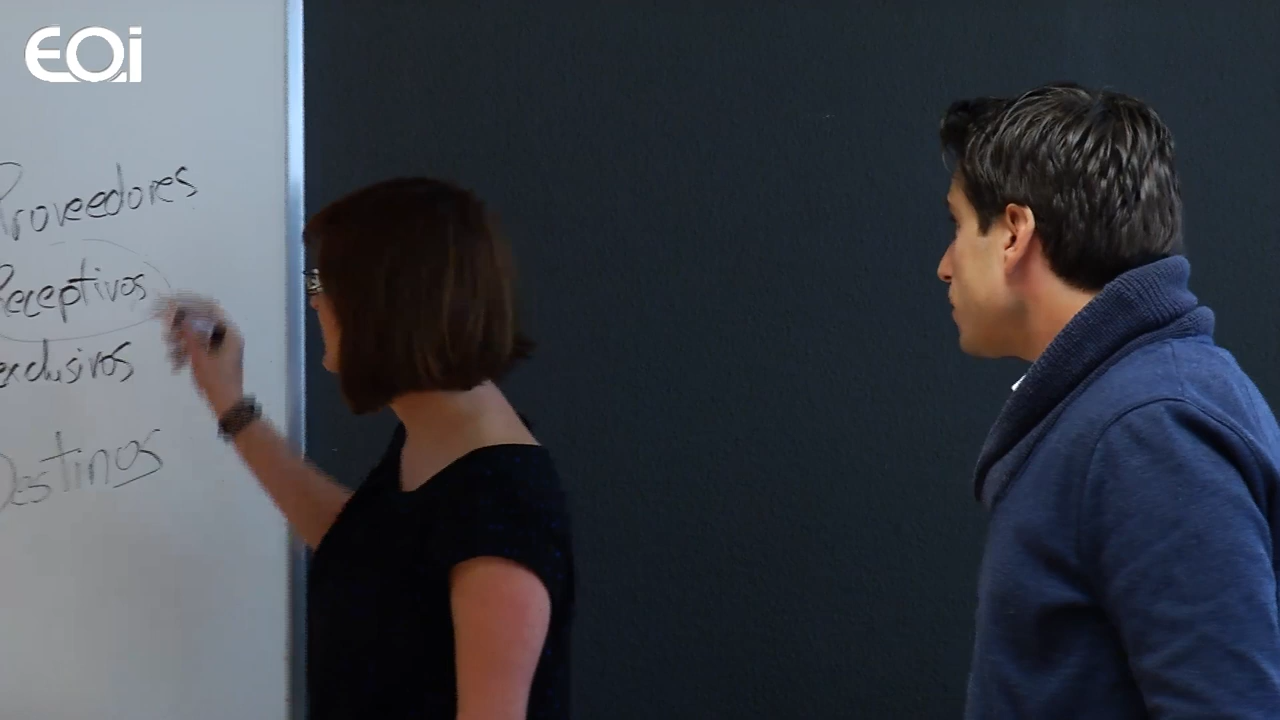 EOi
Proveedores
Receptivos
exclusivos
Destinos